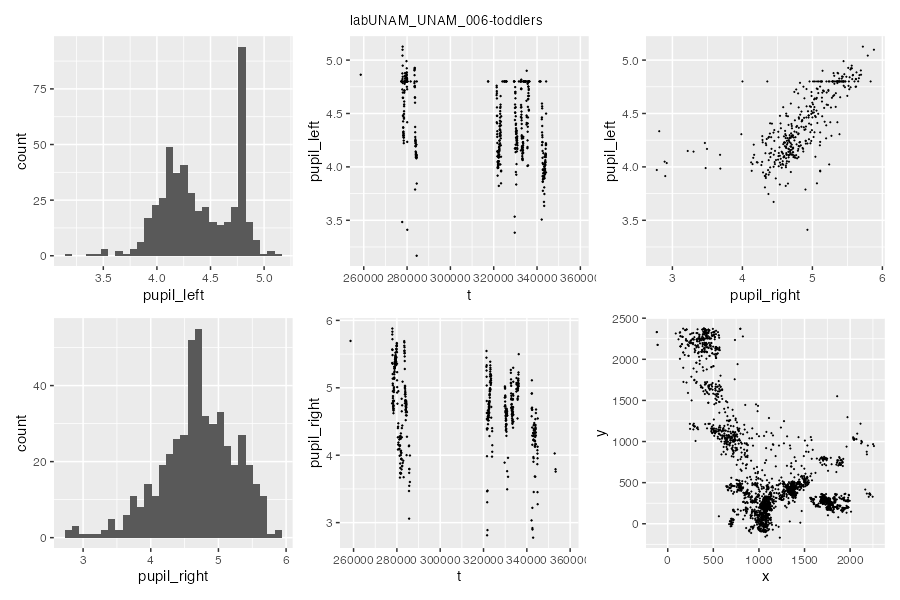 labUNAM_UNAM_006-toddlers
count
75
50
25
0
3.5 4.0 4.5 5.0
pupil_left
pupil_left
5.0
4.5
4.0
3.5
260000 280000 300000 320000 340000 360000
t
pupil_left
5.0
4.5
4.0
3.5
3 4 5 6
pupil_right
count
40
20
0
3 4 5 6
pupil_right
pupil_right
6
5
4
3
260000 280000 300000 320000 340000 360000
t
y
2500
2000
1500
1000
500
0
0 500 1000 1500 2000
x